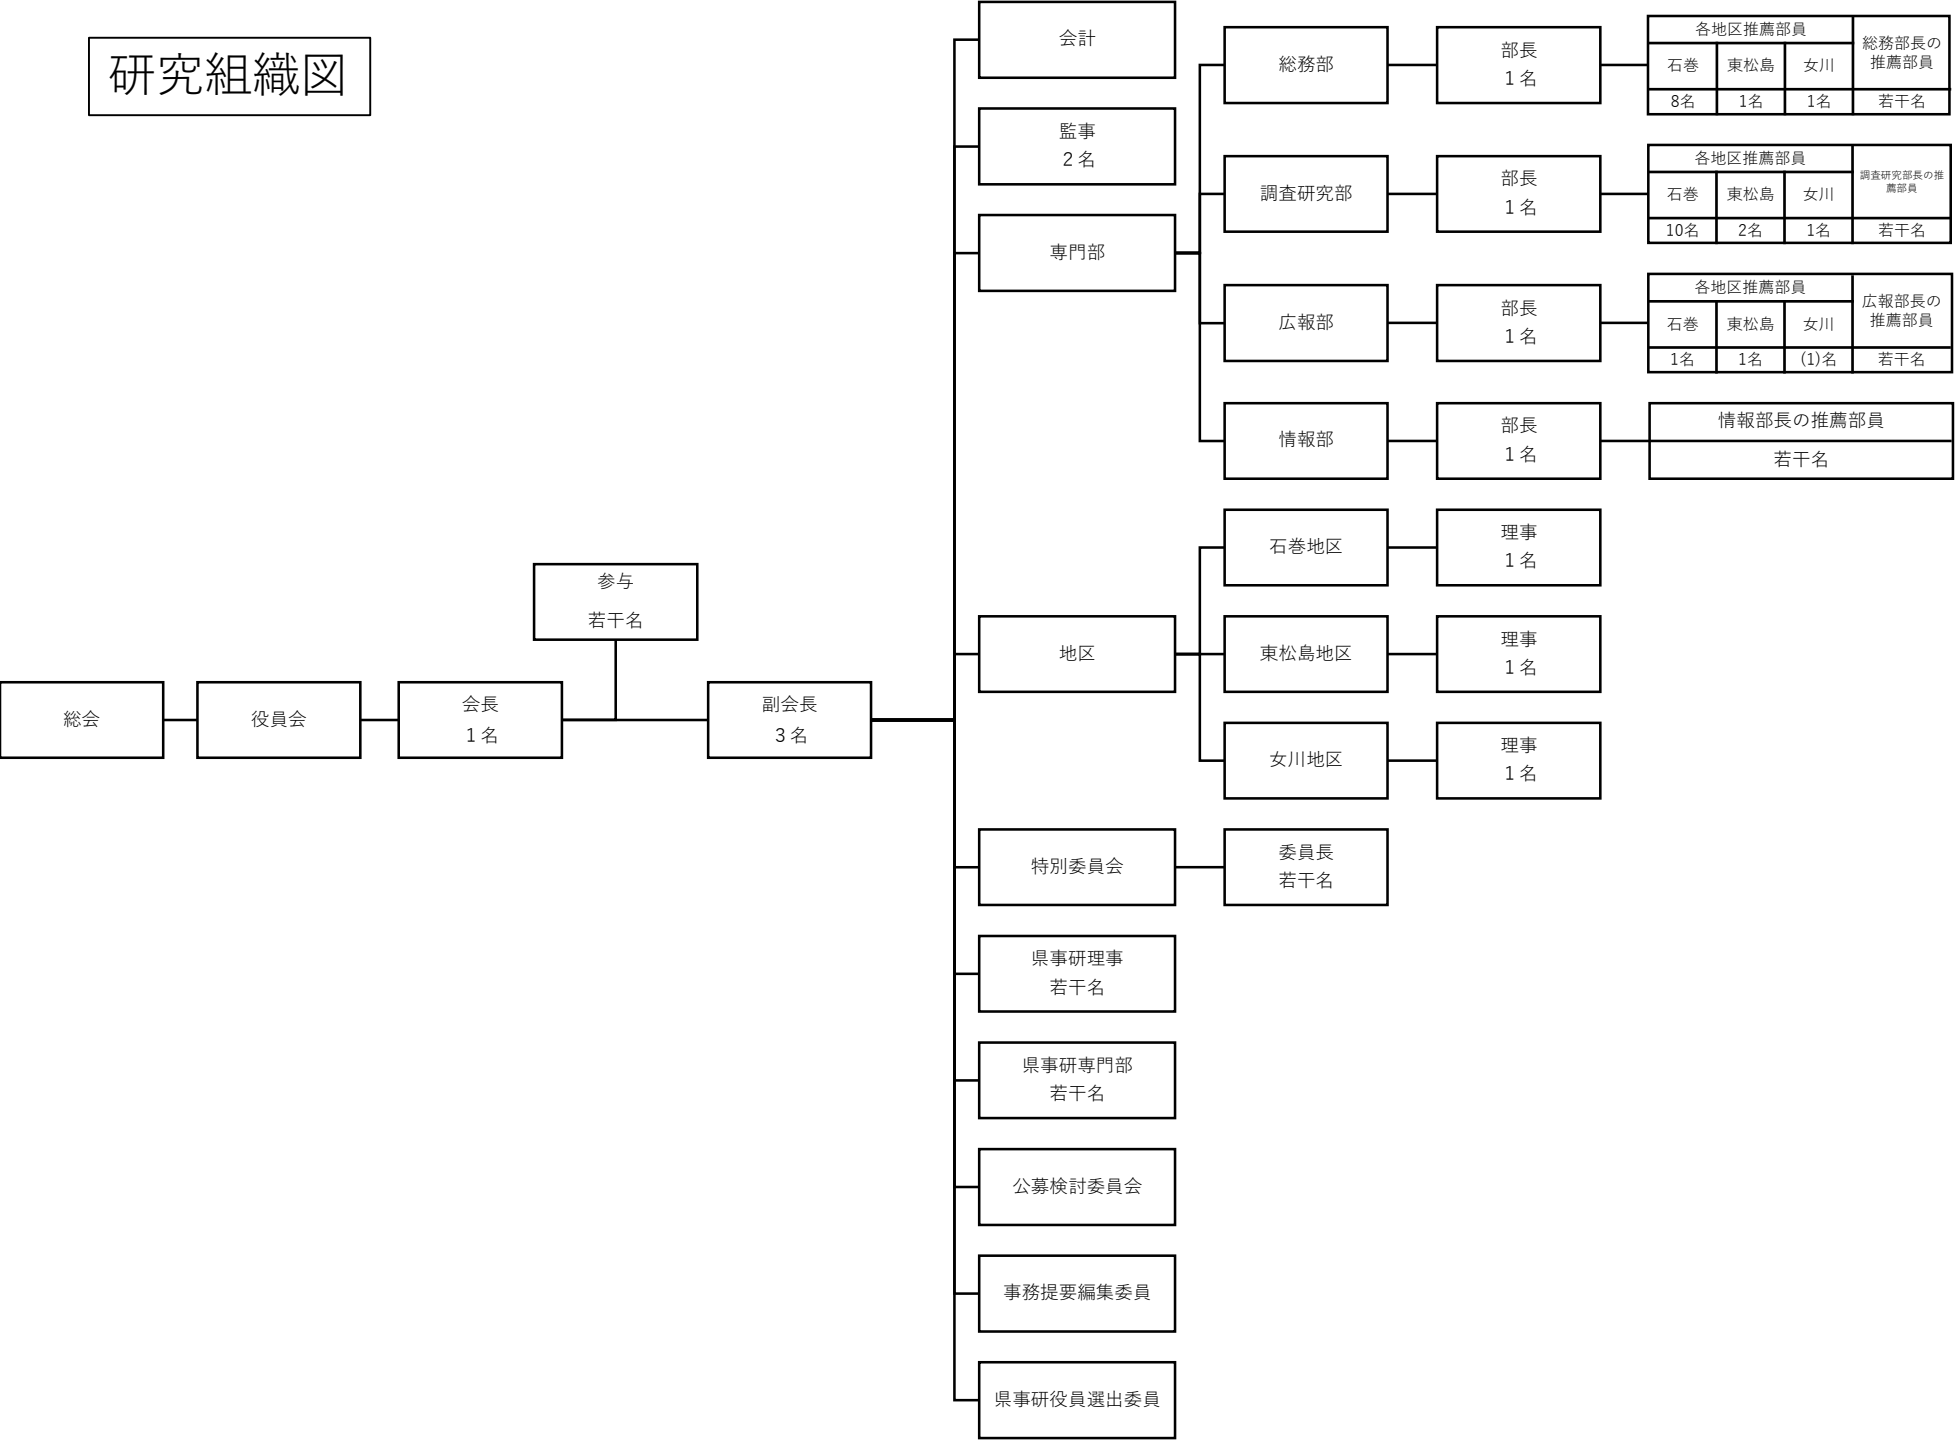 研究組織図
総会
役員会
会長
1名
参与
若干名
副会長
3名
会計
監事
2名
専門部
総務部
部長
1名
各地区推薦部員
総務部長の
推薦部員
石巻 東松島 女川
8名 1名 1名 若干名
調査研究部
部長
1名
各地区推薦部員
調査研究部長の推
薦部員
石巻 東松島 女川
10名 2名 1名 若干名
広報部
部長
1名
各地区推薦部員
広報部長の
推薦部員
石巻 東松島 女川
1名 1名 (1)名 若干名
情報部
部長
1名
情報部長の推薦部員
若干名
地区
石巻地区
理事
1名
東松島地区
理事
1名
女川地区
理事
1名
特別委員会
委員長
若干名
県事研理事
若干名
県事研専門部
若干名
公募検討委員会
事務提要編集委員
県事研役員選出委員